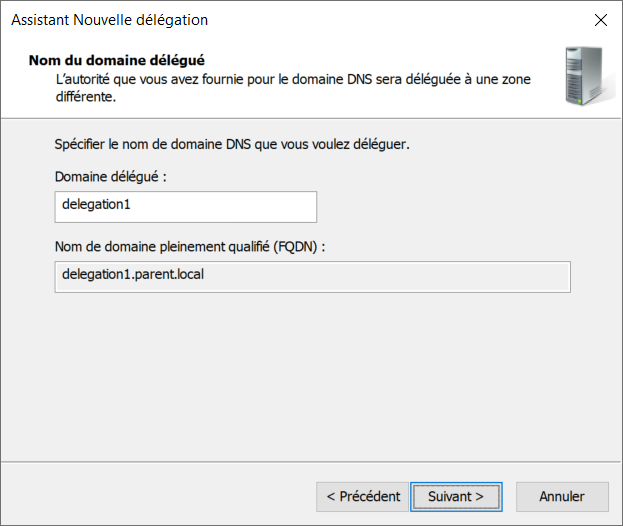 Assistant Nouvelle délégation
Nom du domaine délégué
L'autorité que vous avez fournie pour le domaine DNS sera déléguée à une zone
différente.
Spécifier le nom de domaine DNS que vous voulez déléguer.
Domaine délégué :
delegation1
Nom de domaine pleinement qualifié (FQDN) :
delegation1.parent.local
< Précédent
Suivant >
Annuler